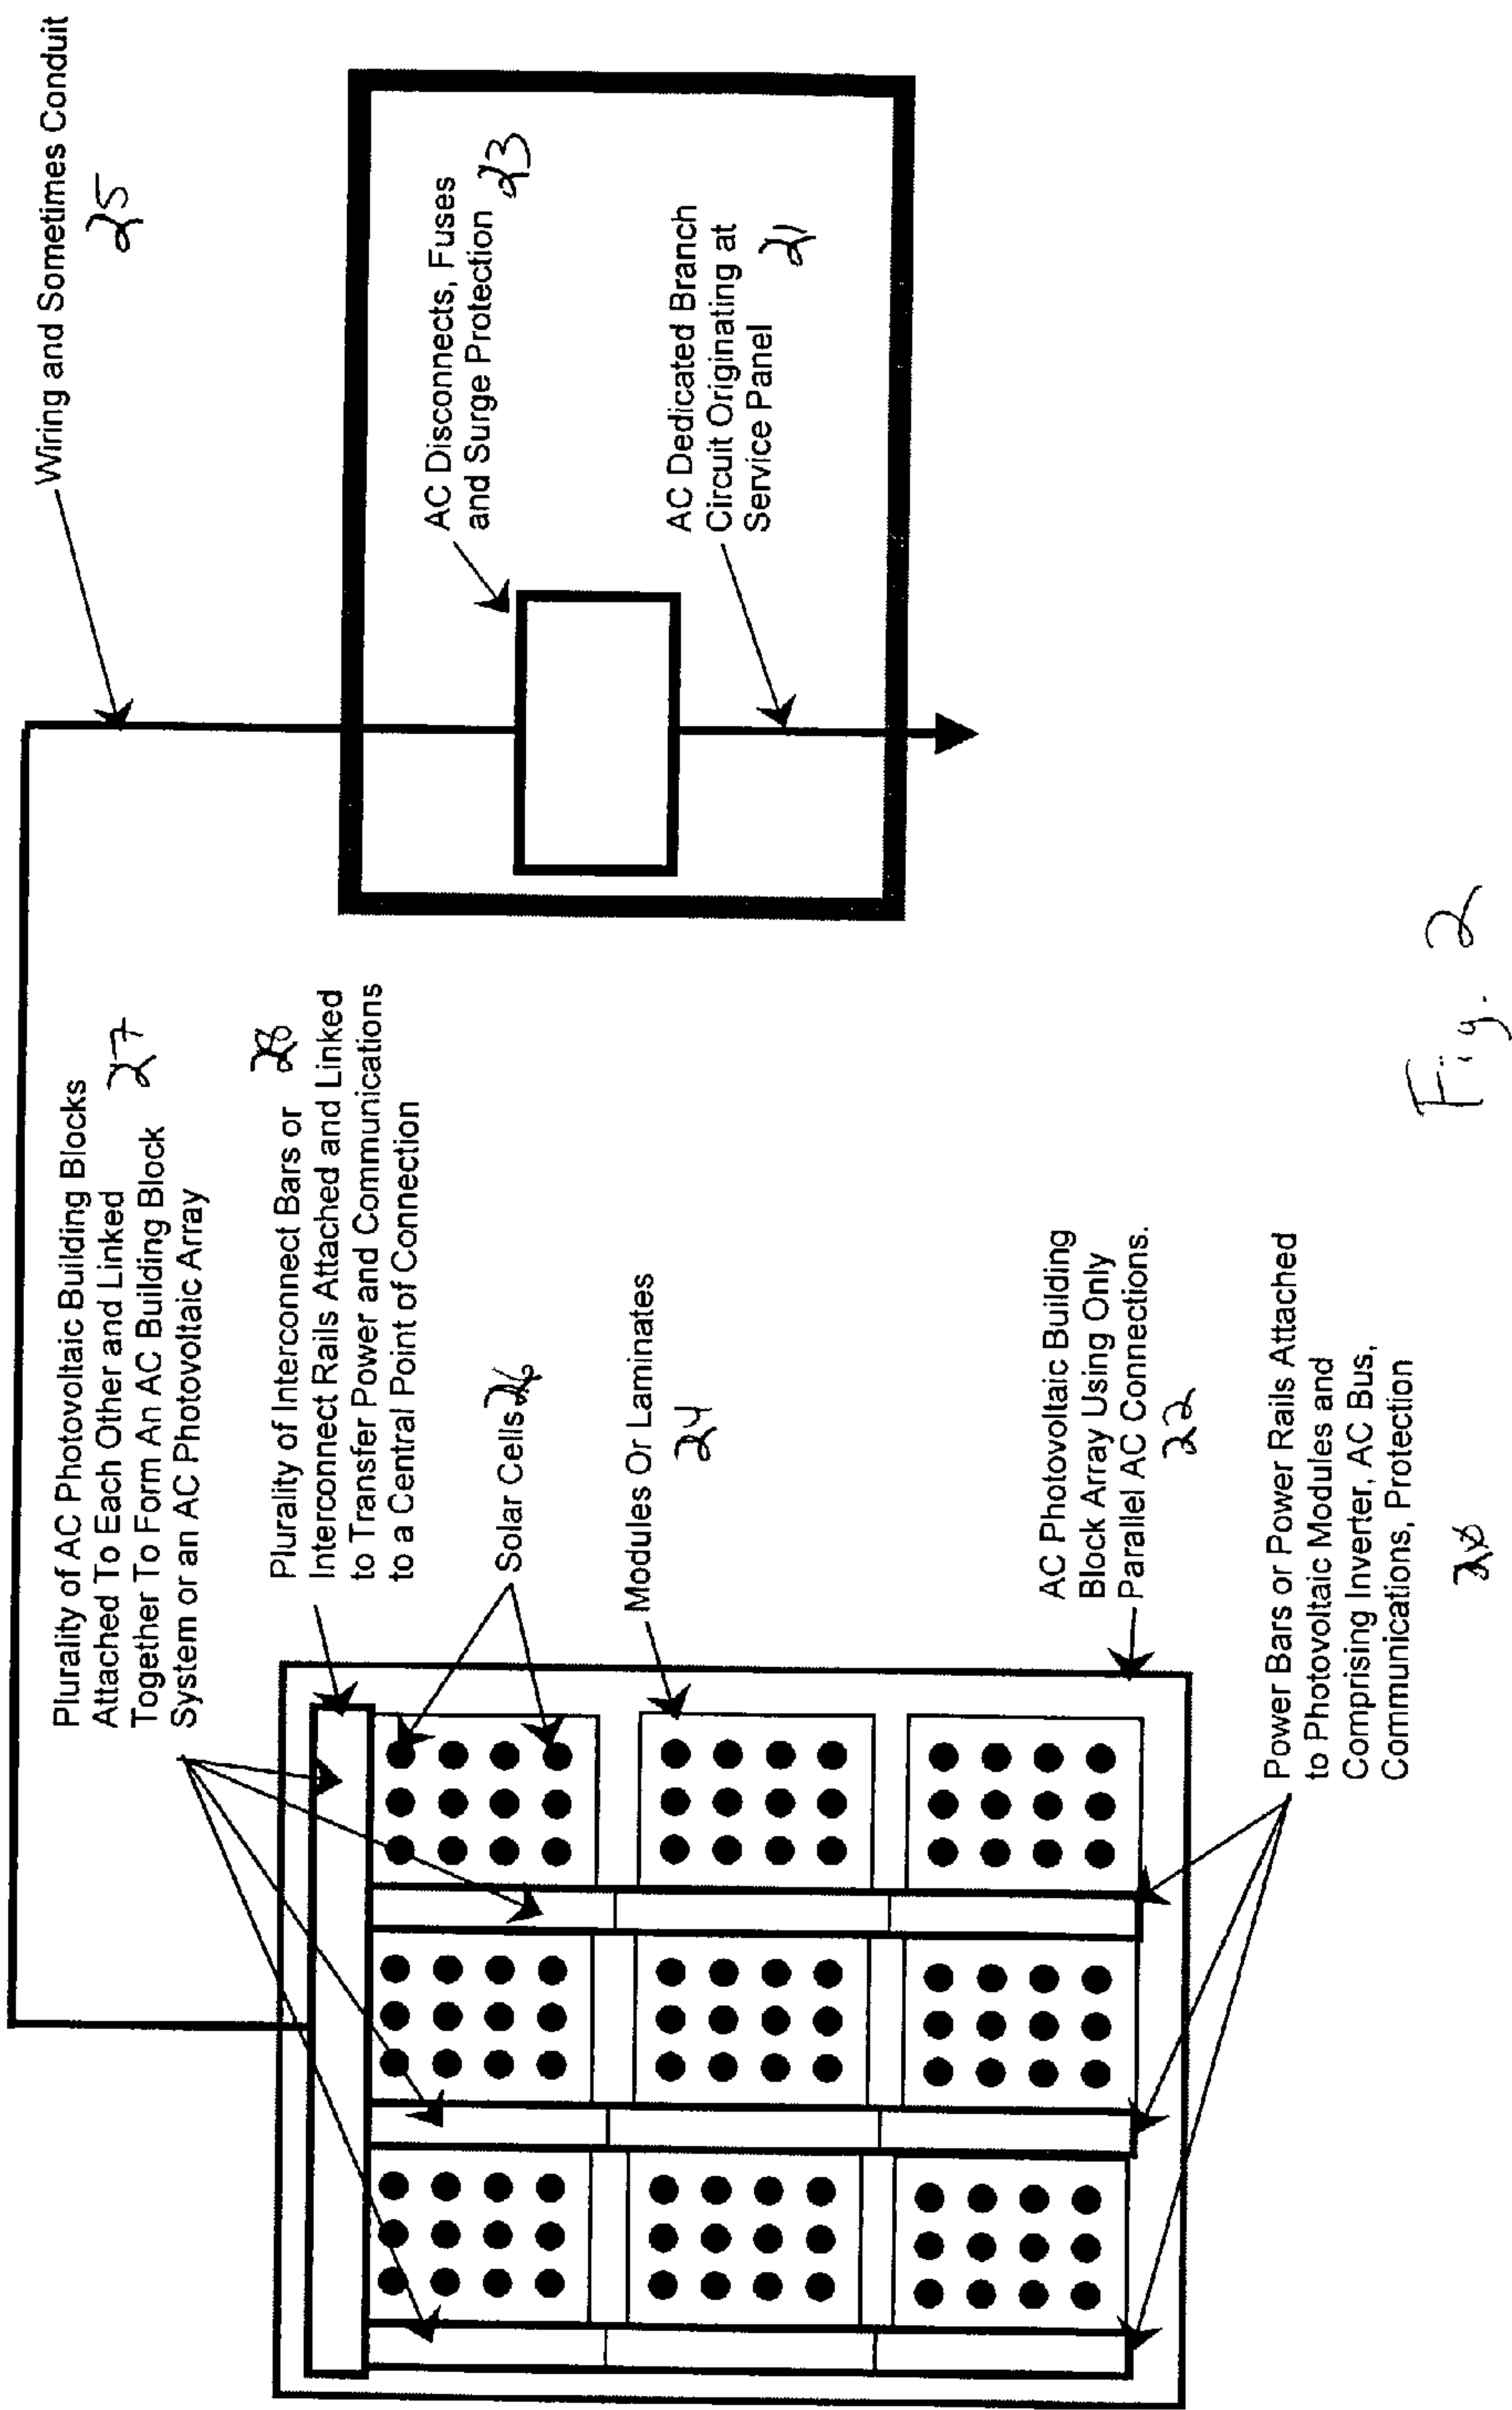 Wiring and Sometimes Conduit
25
Plurality of AC Photovoltaic Building Blocks
Attached To Each Other and Linked
Together To Form An AC Building Block
System or an AC Photovoltaic Array
27
28
Plurality of Interconnect Bars or
Interconnect Rails Attached and Linked
to Transfer Power and Communications
to a Central Point of Connection
AC Disconnects, Fuses
and Surge Protection 23
Solar Cells 26
Modules Or Laminates
24
AC Dedicated Branch
Circuit Originating at
Service Panel
21
AC Photovoltaic Building
Block Array Using Only
Parallel AC Connections.
22
Power Bars or Power Rails Attached
to Photovoltaic Modules and
Comprising Inverter, AC Bus,
Communications, Protection
Fig. 2